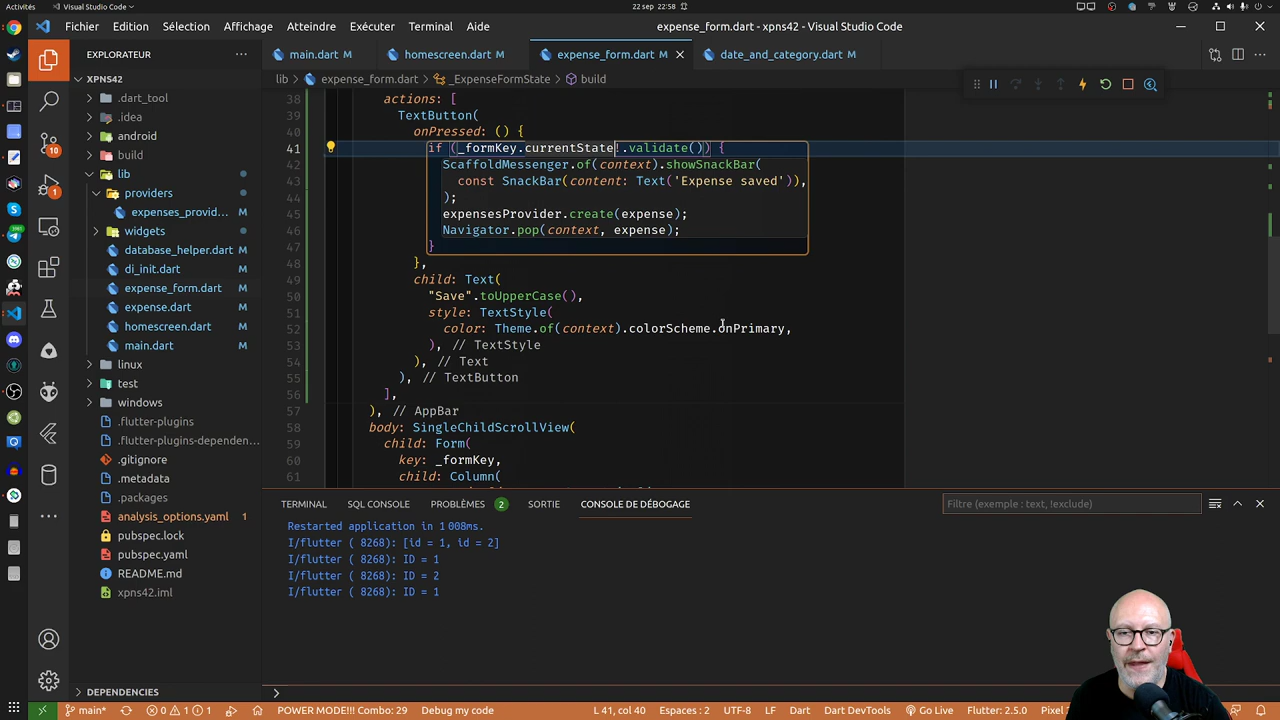 Activités
Visual Studio Code
22 sep 22:58
Fichier Edition Sélection Affichage Atteindre Exécuter Terminal Aide
expense_form.dart - xpns42 - Visual Studio Code
EXPLORATEUR
main.dart M
homescreen.dart M
expense_form.dart M
date_and_category.dart M
XPNS42
lib > expense_form.dart > _ExpenseFormState > build
.dart_tool
.idea
android
build
lib
providers
expenses_provid... M
widgets
database_helper.dart M
di_init.dart M
expense_form.dart M
expense.dart M
homescreen.dart M
main.dart M
linux
test
windows
.flutter-plugins
.flutter-plugins-dependen...
.gitignore
.metadata
.packages
analysis_options.yaml 1
pubspec.lock
pubspec.yaml
README.md
xpns42.iml
DEPENDENCIES
38 actions: [
39 TextButton(
40 onPressed: () {
41 if (_formKey.currentState!.validate()) {
42 ScaffoldMessenger.of(context).showSnackBar(
43 const SnackBar(content: Text('Expense saved')),
44 );
45 expensesProvider.create(expense);
46 Navigator.pop(context, expense);
47 }
48 },
49 child: Text(
50 "Save".toUpperCase(),
51 style: TextStyle(
52 color: Theme.of(context).colorScheme.onPrimary,
53 ), // TextStyle
54 ), // Text
55 ), // TextButton
56 ],
57 ), // AppBar
58 body: SingleChildScrollView(
59 child: Form(
60 key: _formKey,
61 child: Column(
TERMINAL SQL CONSOLE PROBLÈMES 2 SORTIE CONSOLE DE DÉBOGAGE
Filtre (exemple : text, !exclude)
Restarted application in 1 008ms.
I/flutter ( 8268): [id = 1, id = 2]
I/flutter ( 8268): ID = 1
I/flutter ( 8268): ID = 2
I/flutter ( 8268): ID = 1
main* 0 1 1 POWER MODE!!! Combo: 29 Debug my code L 41, col 40 Espaces : 2 UTF-8 LF Dart Dart DevTools Go Live Flutter: 2.5.0 Pixel